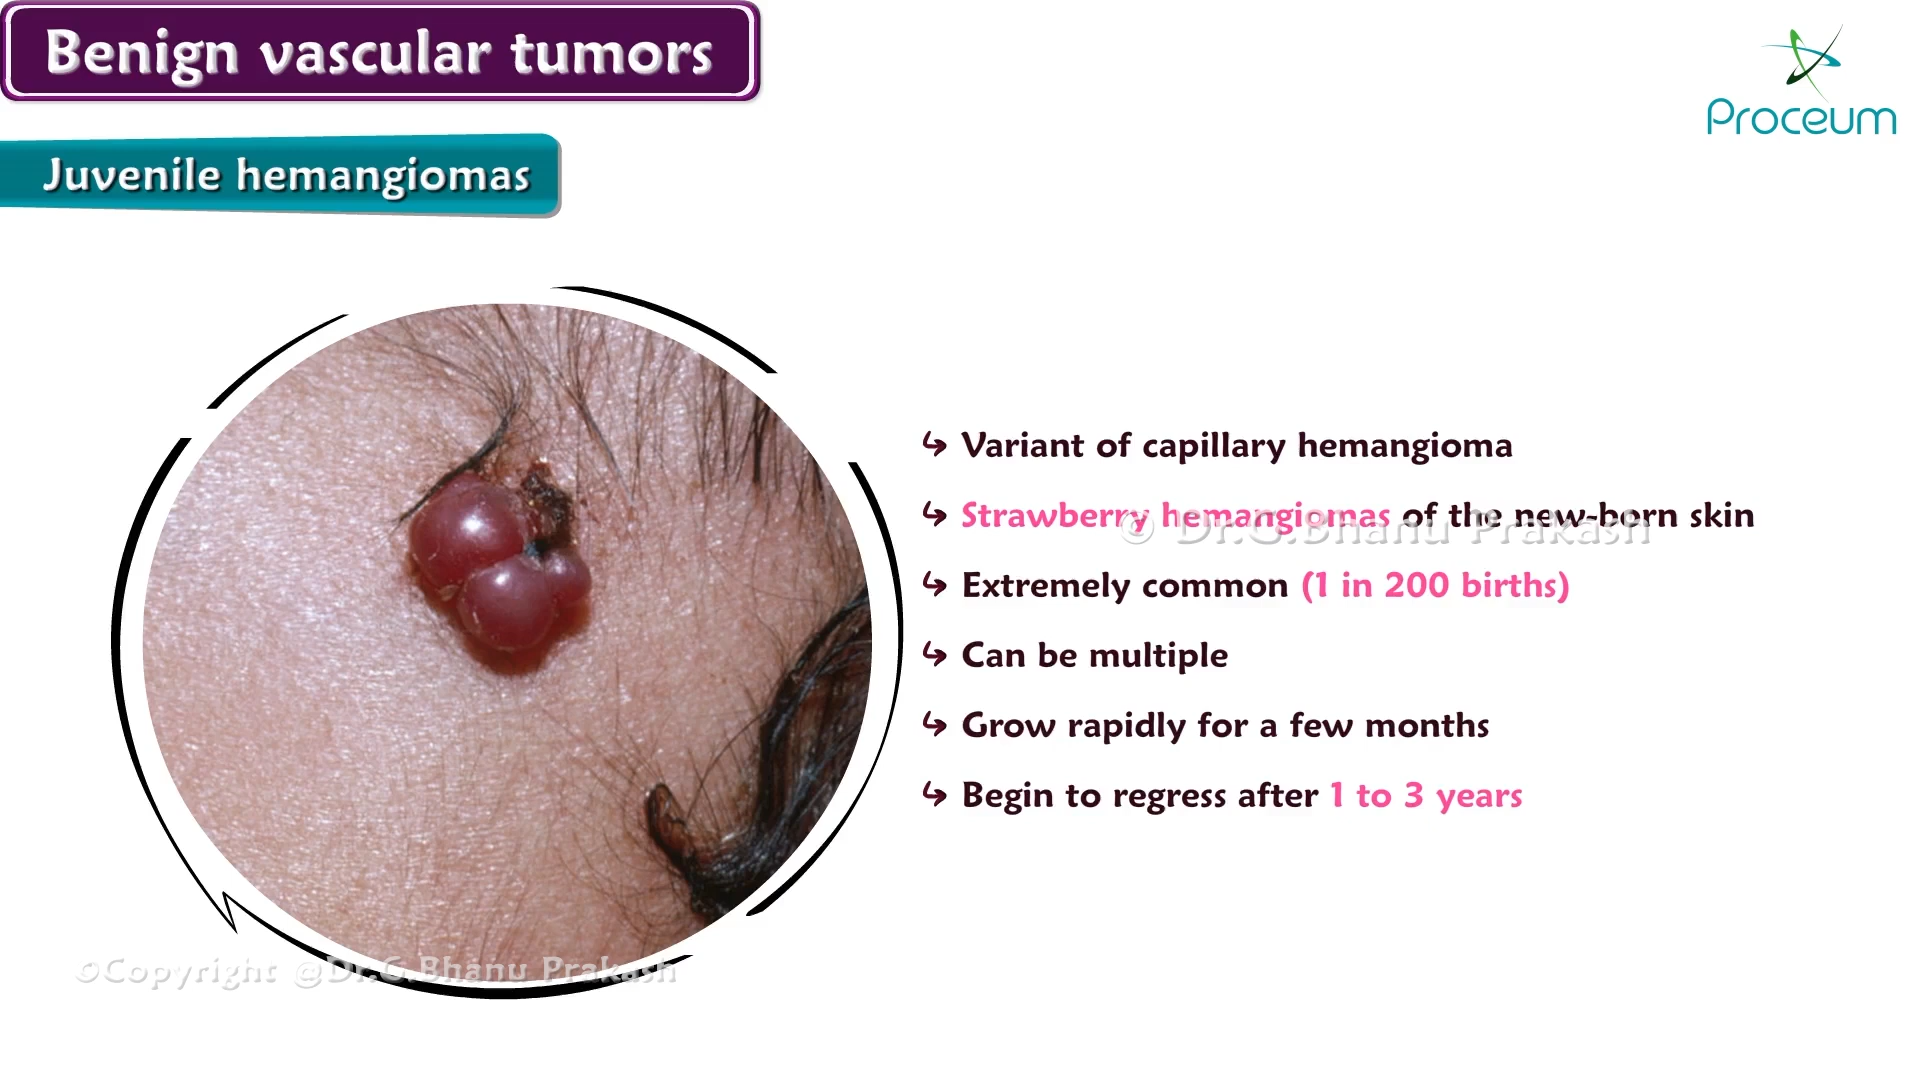 Benign vascular tumors
Proceum
Juvenile hemangiomas
↳ Variant of capillary hemangioma
↳ Strawberry hemangiomas of the new-born skin
© Dr.G.Bhanu Prakash
↳ Extremely common (1 in 200 births)
↳ Can be multiple
↳ Grow rapidly for a few months
↳ Begin to regress after 1 to 3 years
©Copyright @Dr.G.Bhanu Prakash